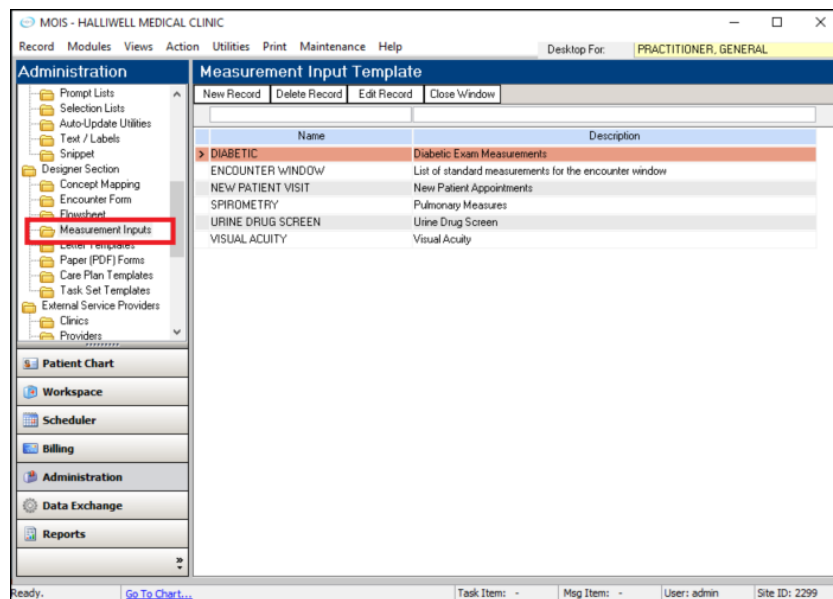 MOIS - HALLIWELL MEDICAL CLINIC
Record Modules Views Action Utilities Print Maintenance Help
Desktop For: PRACTITIONER, GENERAL
Administration
Prompt Lists
Selection Lists
Auto-Update Utilities
Text / Labels
Snippet
Designer Section
Concept Mapping
Encounter Form
Flowsheet
Measurement Inputs
Letter Templates
Paper (PDF) Forms
Care Plan Templates
Task Set Templates
External Service Providers
Clinics
Providers
Patient Chart
Workspace
Scheduler
Billing
Administration
Data Exchange
Reports
Measurement Input Template
New Record Delete Record Edit Record Close Window
Name Description
DIABETIC Diabetic Exam Measurements
ENCOUNTER WINDOW List of standard measurements for the encounter window
NEW PATIENT VISIT New Patient Appointments
SPIROMETRY Pulmonary Measures
URINE DRUG SCREEN Urine Drug Screen
VISUAL ACUITY Visual Acuity
Ready. Go To Chart... Task Item: - Msg Item: - User: admin Site ID: 2299